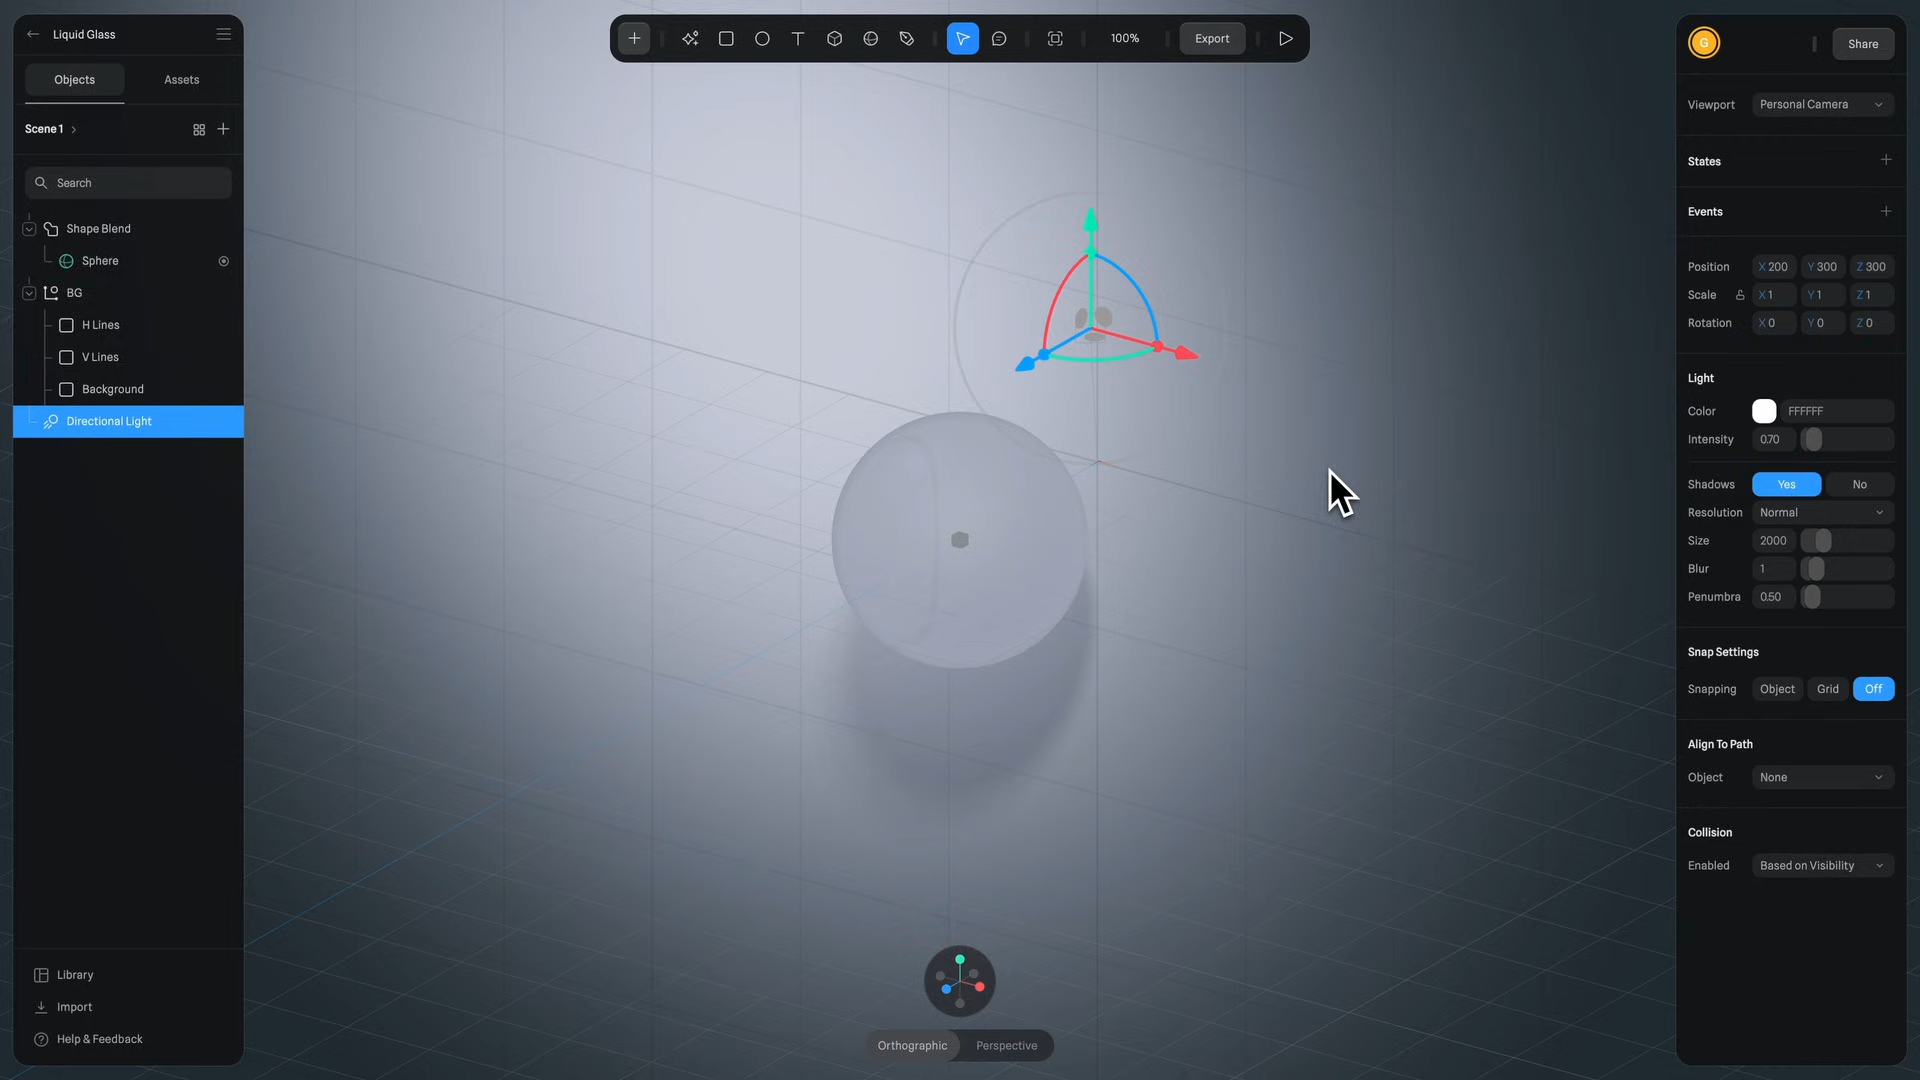 Liquid Glass
Objects
Assets
Scene 1
Search
Shape Blend
Sphere
BG
H Lines
V Lines
Background
Directional Light
Library
Import
Help & Feedback
100%
Export
Orthographic
Perspective
G
Share
Viewport
Personal Camera
States
Events
Position X 200 Y 300 Z 300
Scale X 1 Y 1 Z 1
Rotation X 0 Y 0 Z 0
Light
Color FFFFFF
Intensity 0.70
Shadows Yes No
Resolution Normal
Size 2000
Blur 1
Penumbra 0.50
Snap Settings
Snapping Object Grid Off
Align To Path
Object None
Collision
Enabled Based on Visibility